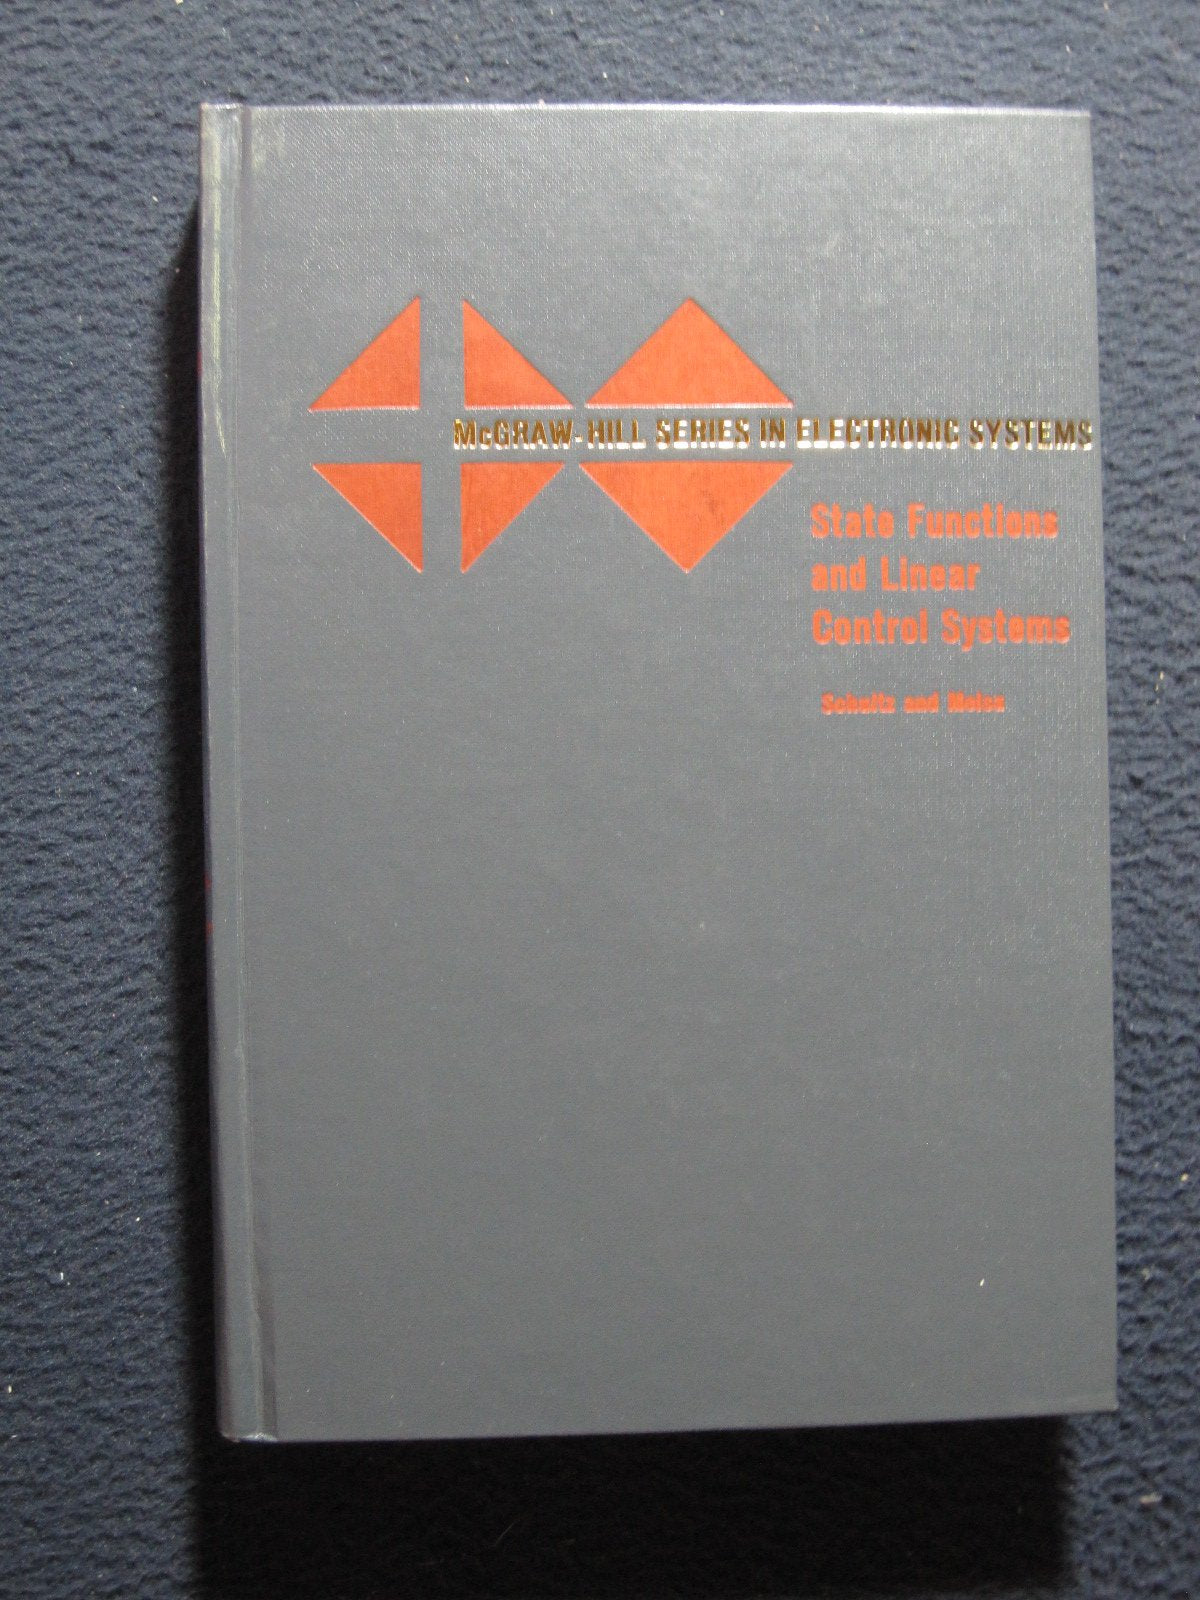 McGRAW-HILL SERIES IN ELECTRONIC SYSTEMS
State Functions
and Linear
Control Systems
Schultz and Melsa